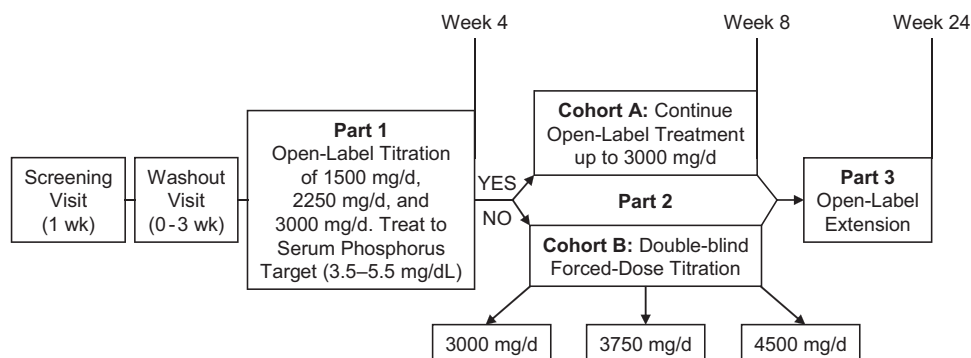 Week 4
Week 8
Week 24
Screening
Visit
(1 wk)
Washout
Visit
(0-3 wk)
Part 1
Open-Label Titration
of 1500 mg/d,
2250 mg/d, and
3000 mg/d. Treat to
Serum Phosphorus
Target (3.5–5.5 mg/dL)
YES
NO
Cohort A: Continue
Open-Label Treatment
up to 3000 mg/d
Part 2
Cohort B: Double-blind
Forced-Dose Titration
3000 mg/d
3750 mg/d
4500 mg/d
Part 3
Open-Label
Extension